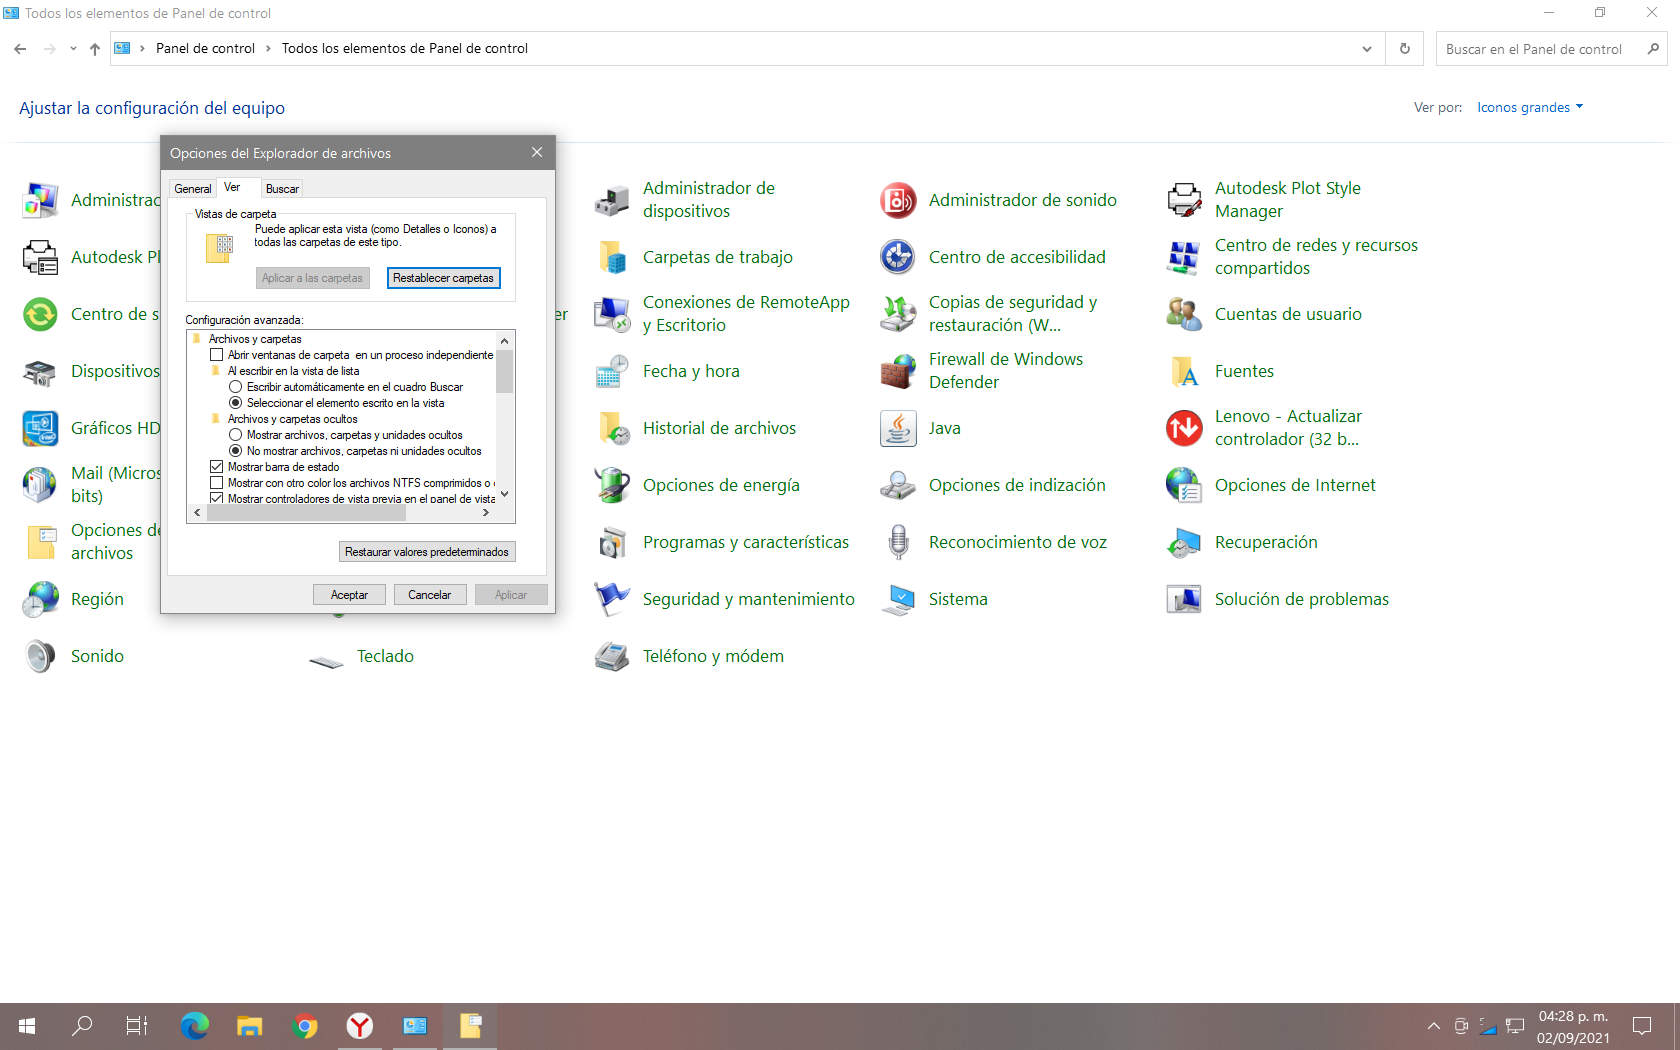 Todos los elementos de Panel de control
Panel de control
Todos los elementos de Panel de control
Buscar en el Panel de control
Ajustar la configuración del equipo
Ver por:
Iconos grandes
Opciones del Explorador de archivos
General
Ver
Buscar
Vistas de carpeta
Puede aplicar esta vista (como Detalles o Iconos) a
todas las carpetas de este tipo.
Aplicar a las carpetas
Restablecer carpetas
Configuración avanzada:
Archivos y carpetas
Abrir ventanas de carpeta en un proceso independiente
Al escribir en la vista de lista
Escribir automáticamente en el cuadro Buscar
Seleccionar el elemento escrito en la vista
Archivos y carpetas ocultos
Mostrar archivos, carpetas y unidades ocultos
No mostrar archivos, carpetas ni unidades ocultos
Mostrar barra de estado
Mostrar con otro color los archivos NTFS comprimidos o
Mostrar controladores de vista previa en el panel de vista
Restaurar valores predeterminados
Aceptar
Cancelar
Aplicar
Administrac
Administrador de
dispositivos
Administrador de sonido
Autodesk Plot Style
Manager
Autodesk Pl
Carpetas de trabajo
Centro de accesibilidad
Centro de redes y recursos
compartidos
Centro de s
er
Conexiones de RemoteApp
y Escritorio
Copias de seguridad y
restauración (W...
Cuentas de usuario
Dispositivos
Fecha y hora
Firewall de Windows
Defender
Fuentes
Gráficos HD
Historial de archivos
Java
Lenovo - Actualizar
controlador (32 b...
Mail (Micros
bits)
Opciones de energía
Opciones de indización
Opciones de Internet
Opciones de
archivos
Programas y características
Reconocimiento de voz
Recuperación
Región
Seguridad y mantenimiento
Sistema
Solución de problemas
Sonido
Teclado
Teléfono y módem
04:28 p. m.
02/09/2021